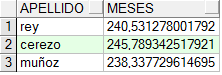 APELLIDO MESES
1 rey 240,531278001792
2 cerezo 245,789342517921
3 muñoz 238,337729614695